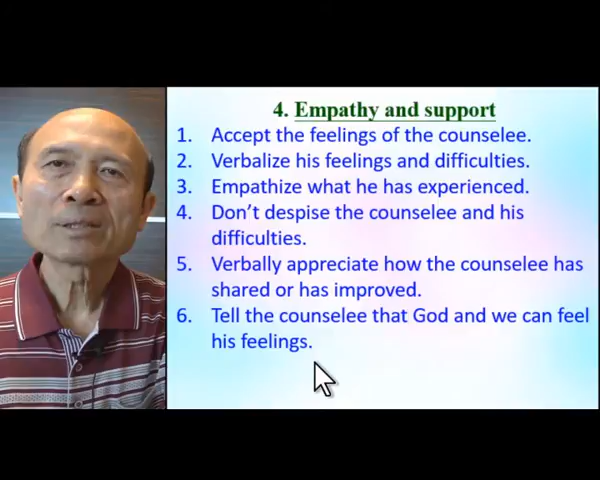 4. Empathy and support
1. Accept the feelings of the counselee.
2. Verbalize his feelings and difficulties.
3. Empathize what he has experienced.
4. Don’t despise the counselee and his
difficulties.
5. Verbally appreciate how the counselee has
shared or has improved.
6. Tell the counselee that God and we can feel
his feelings.